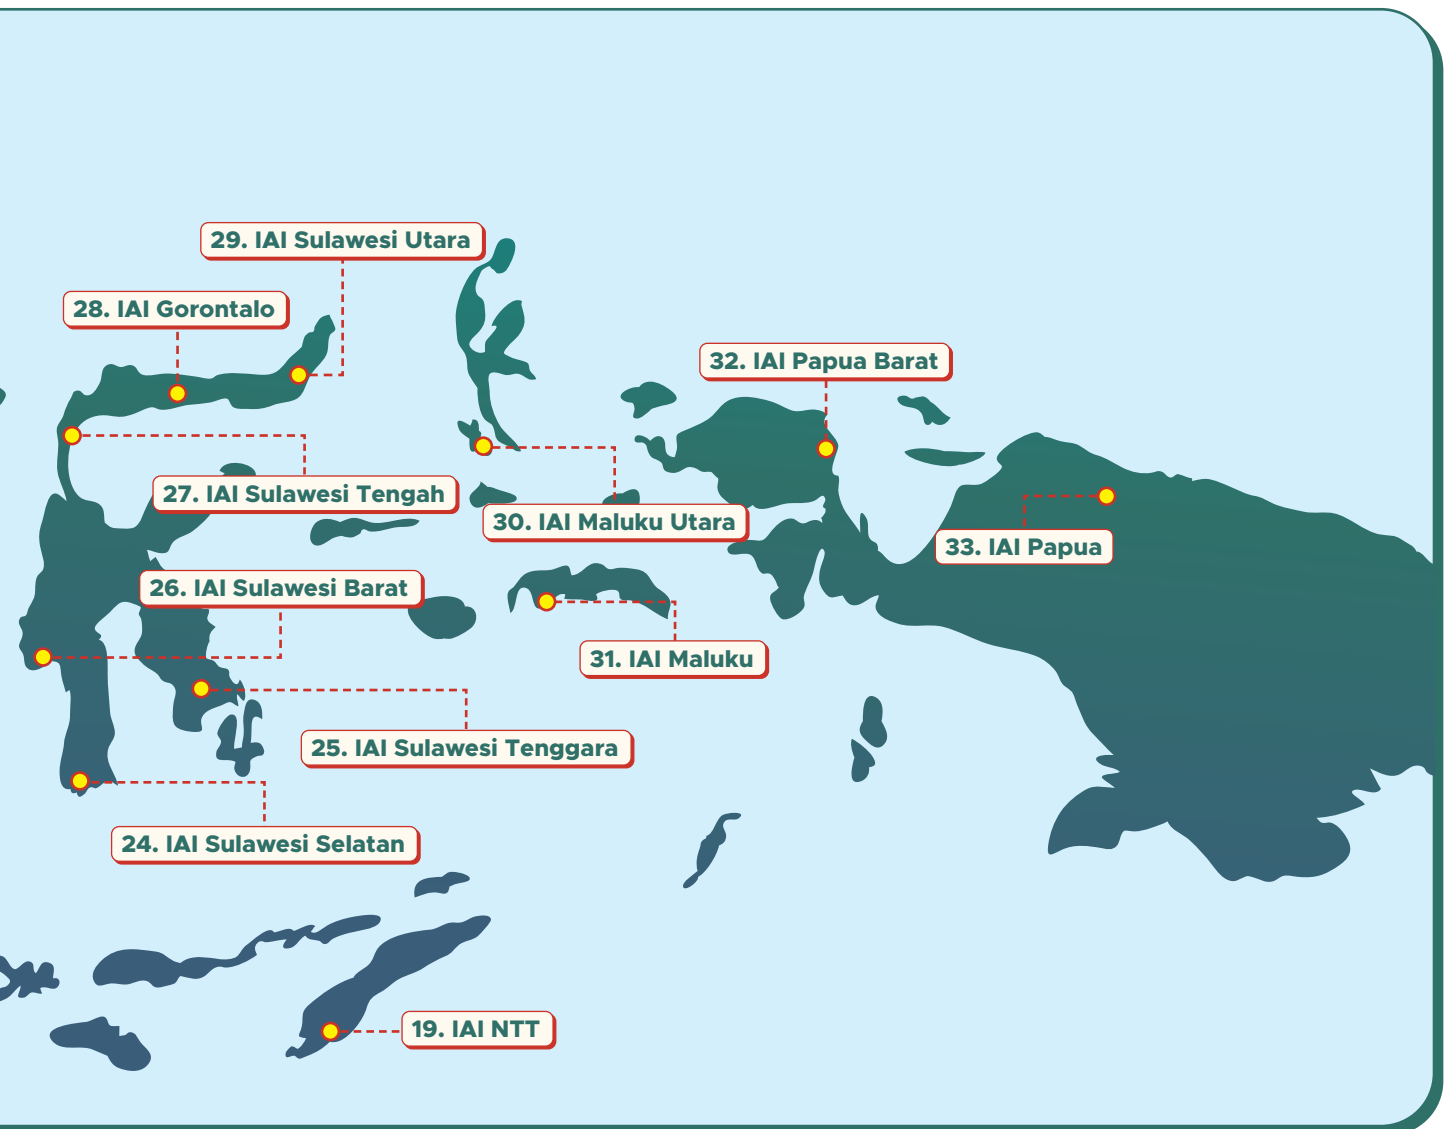 29. IAI Sulawesi Utara
28. IAI Gorontalo
32. IAI Papua Barat
27. IAI Sulawesi Tengah
30. IAI Maluku Utara
33. IAI Papua
26. IAI Sulawesi Barat
31. IAI Maluku
25. IAI Sulawesi Tenggara
24. IAI Sulawesi Selatan
19. IAI NTT